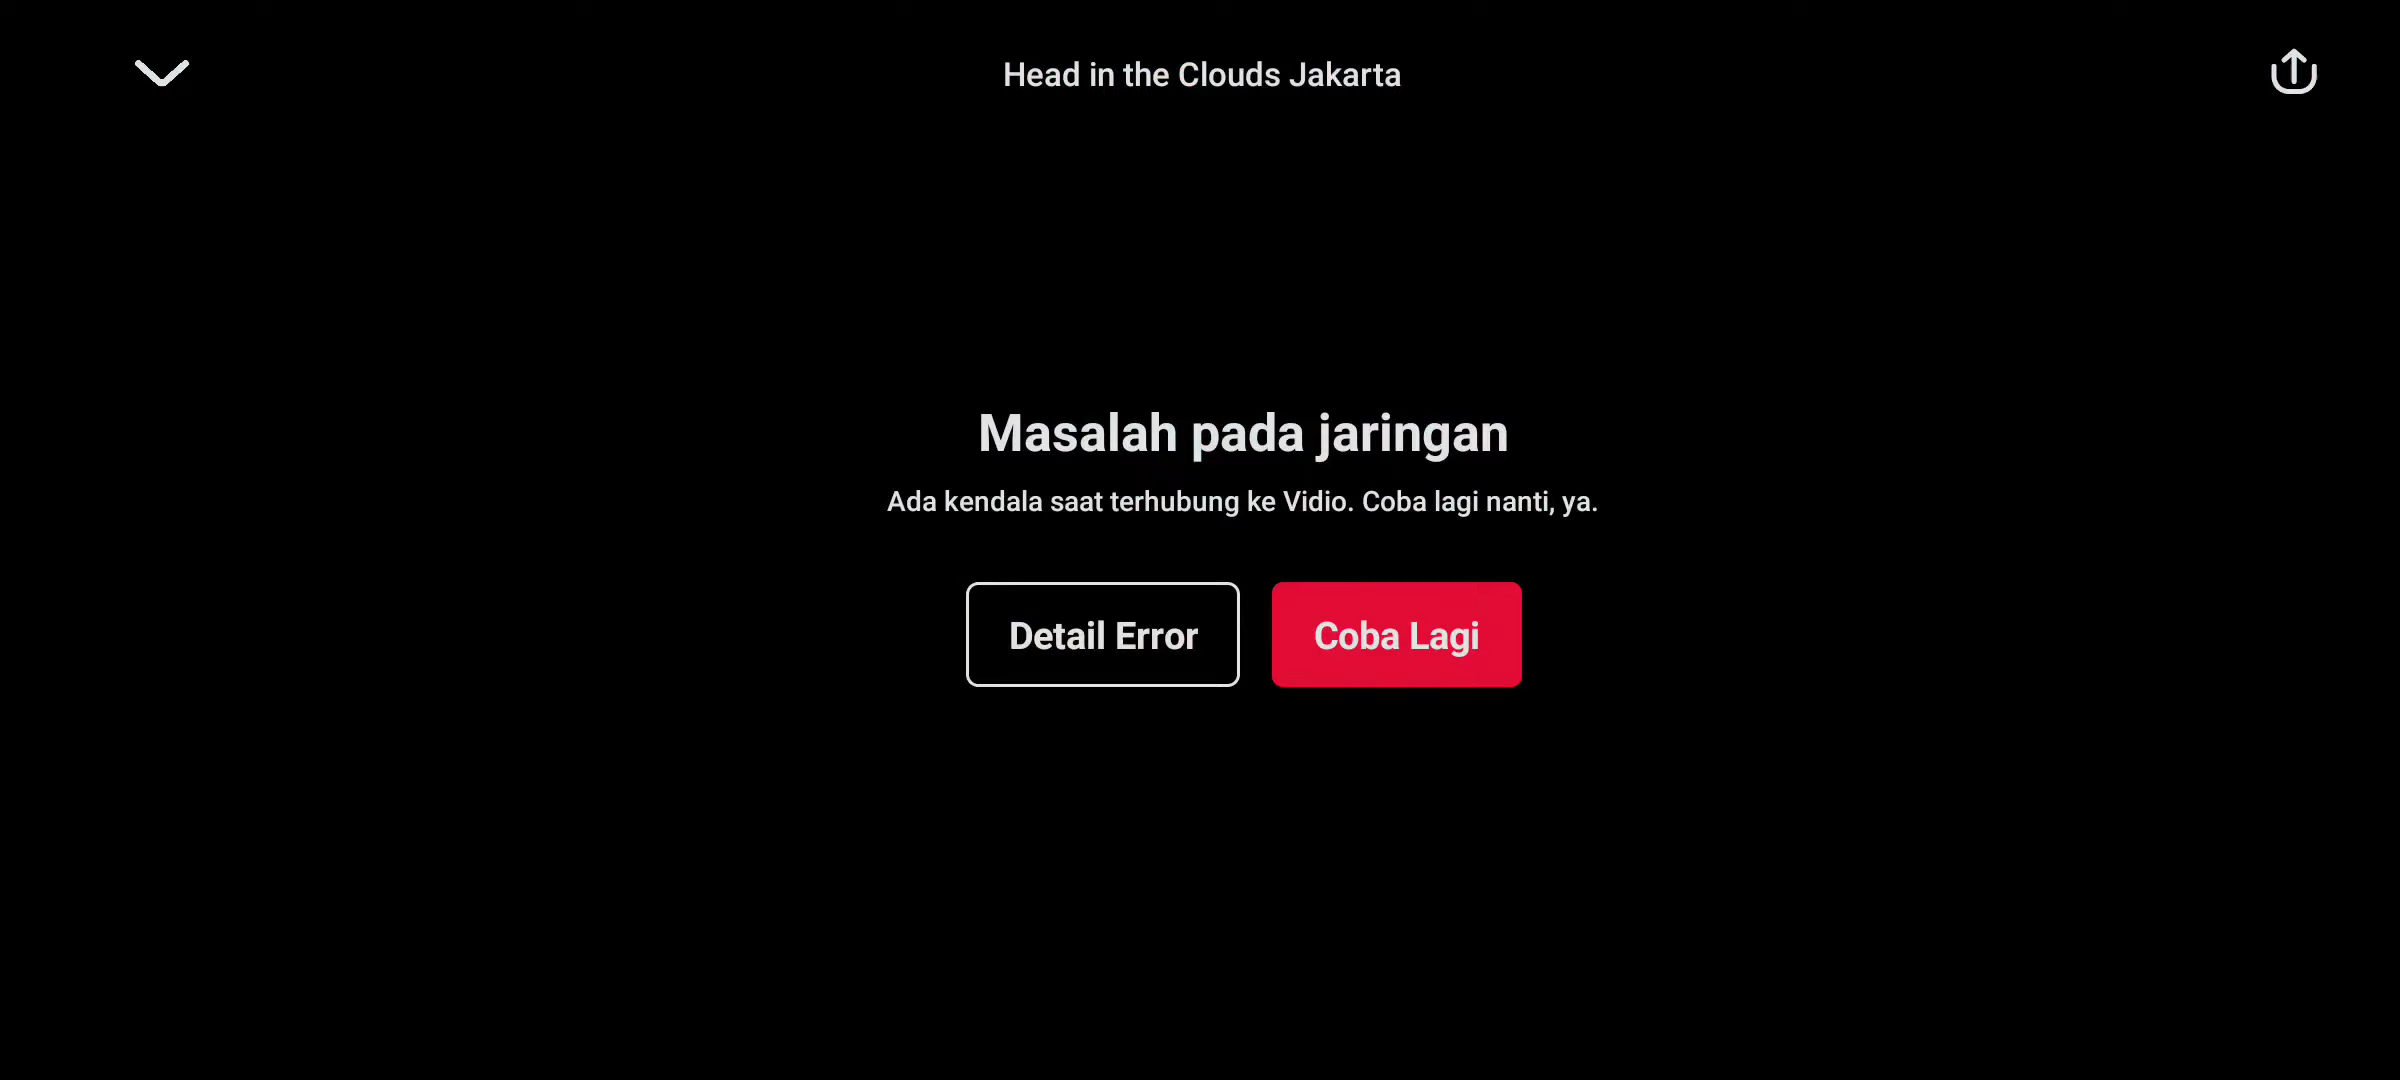 Head in the Clouds Jakarta
Masalah pada jaringan
Ada kendala saat terhubung ke Vidio. Coba lagi nanti, ya.
Detail Error
Coba Lagi